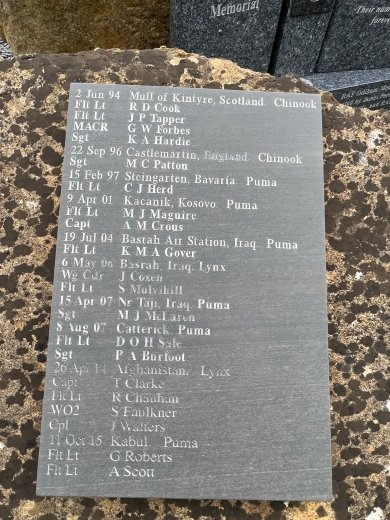 Memorial
Their name
forever
RAF Odiham
2 Jun 94 Mull of Kintyre, Scotland. Chinook
Flt Lt R D Cook
Flt Lt J P Tapper
MACR G W Forbes
Sgt K A Hardie
22 Sep 96 Castlemartin, England. Chinook
Sgt M C Patton
15 Feb 97 Steingarten, Bavaria. Puma
Flt Lt C J Herd
9 Apr 01 Kacanik, Kosovo. Puma
Flt Lt M J Maguire
Capt A M Crous
19 Jul 04 Basrah Air Station, Iraq. Puma
Flt Lt K M A Gover
6 May 06 Basrah, Iraq. Lynx
Wg Cdr J Coxen
Flt Lt S Mulvihill
15 Apr 07 Nr Taji, Iraq. Puma
Sgt M J McLaren
8 Aug 07 Catterick. Puma
Flt Lt D O H Sale
Sgt P A Burfoot
26 Apr 14 Afghanistan. Lynx
Capt T Clarke
Flt Lt R Chauhan
WO2 S Faulkner
Cpl J Walters
11 Oct 15 Kabul. Puma
Flt Lt G Roberts
Flt Lt A Scott